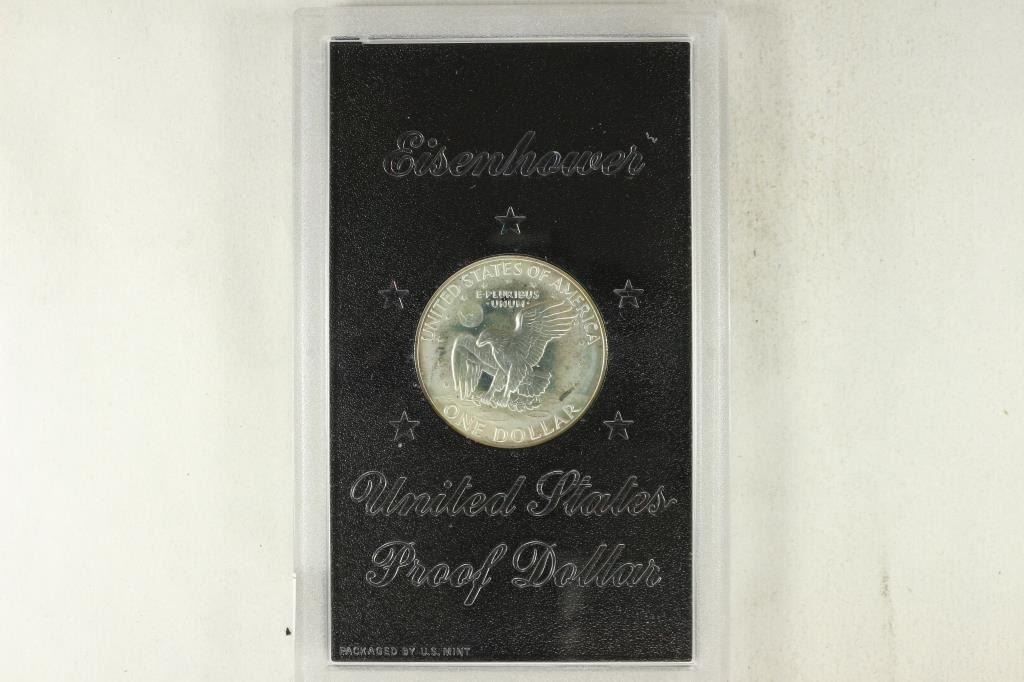 Eisenhower
UNITED STATES OF AMERICA
E·PLURIBUS
·UNUM·
ONE DOLLAR
United States
Proof Dollar
PACKAGED BY U.S. MINT